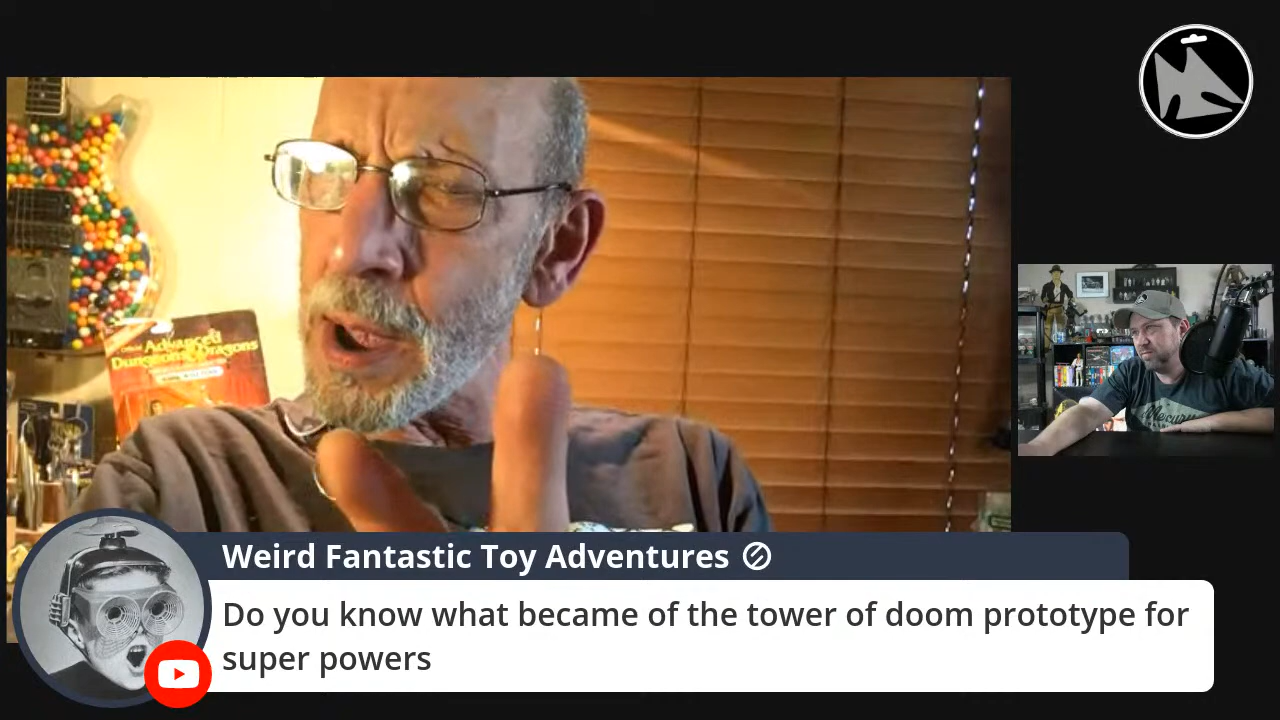 Advanced
Dungeons & Dragons
Mercury
Weird Fantastic Toy Adventures
Do you know what became of the tower of doom prototype for
super powers